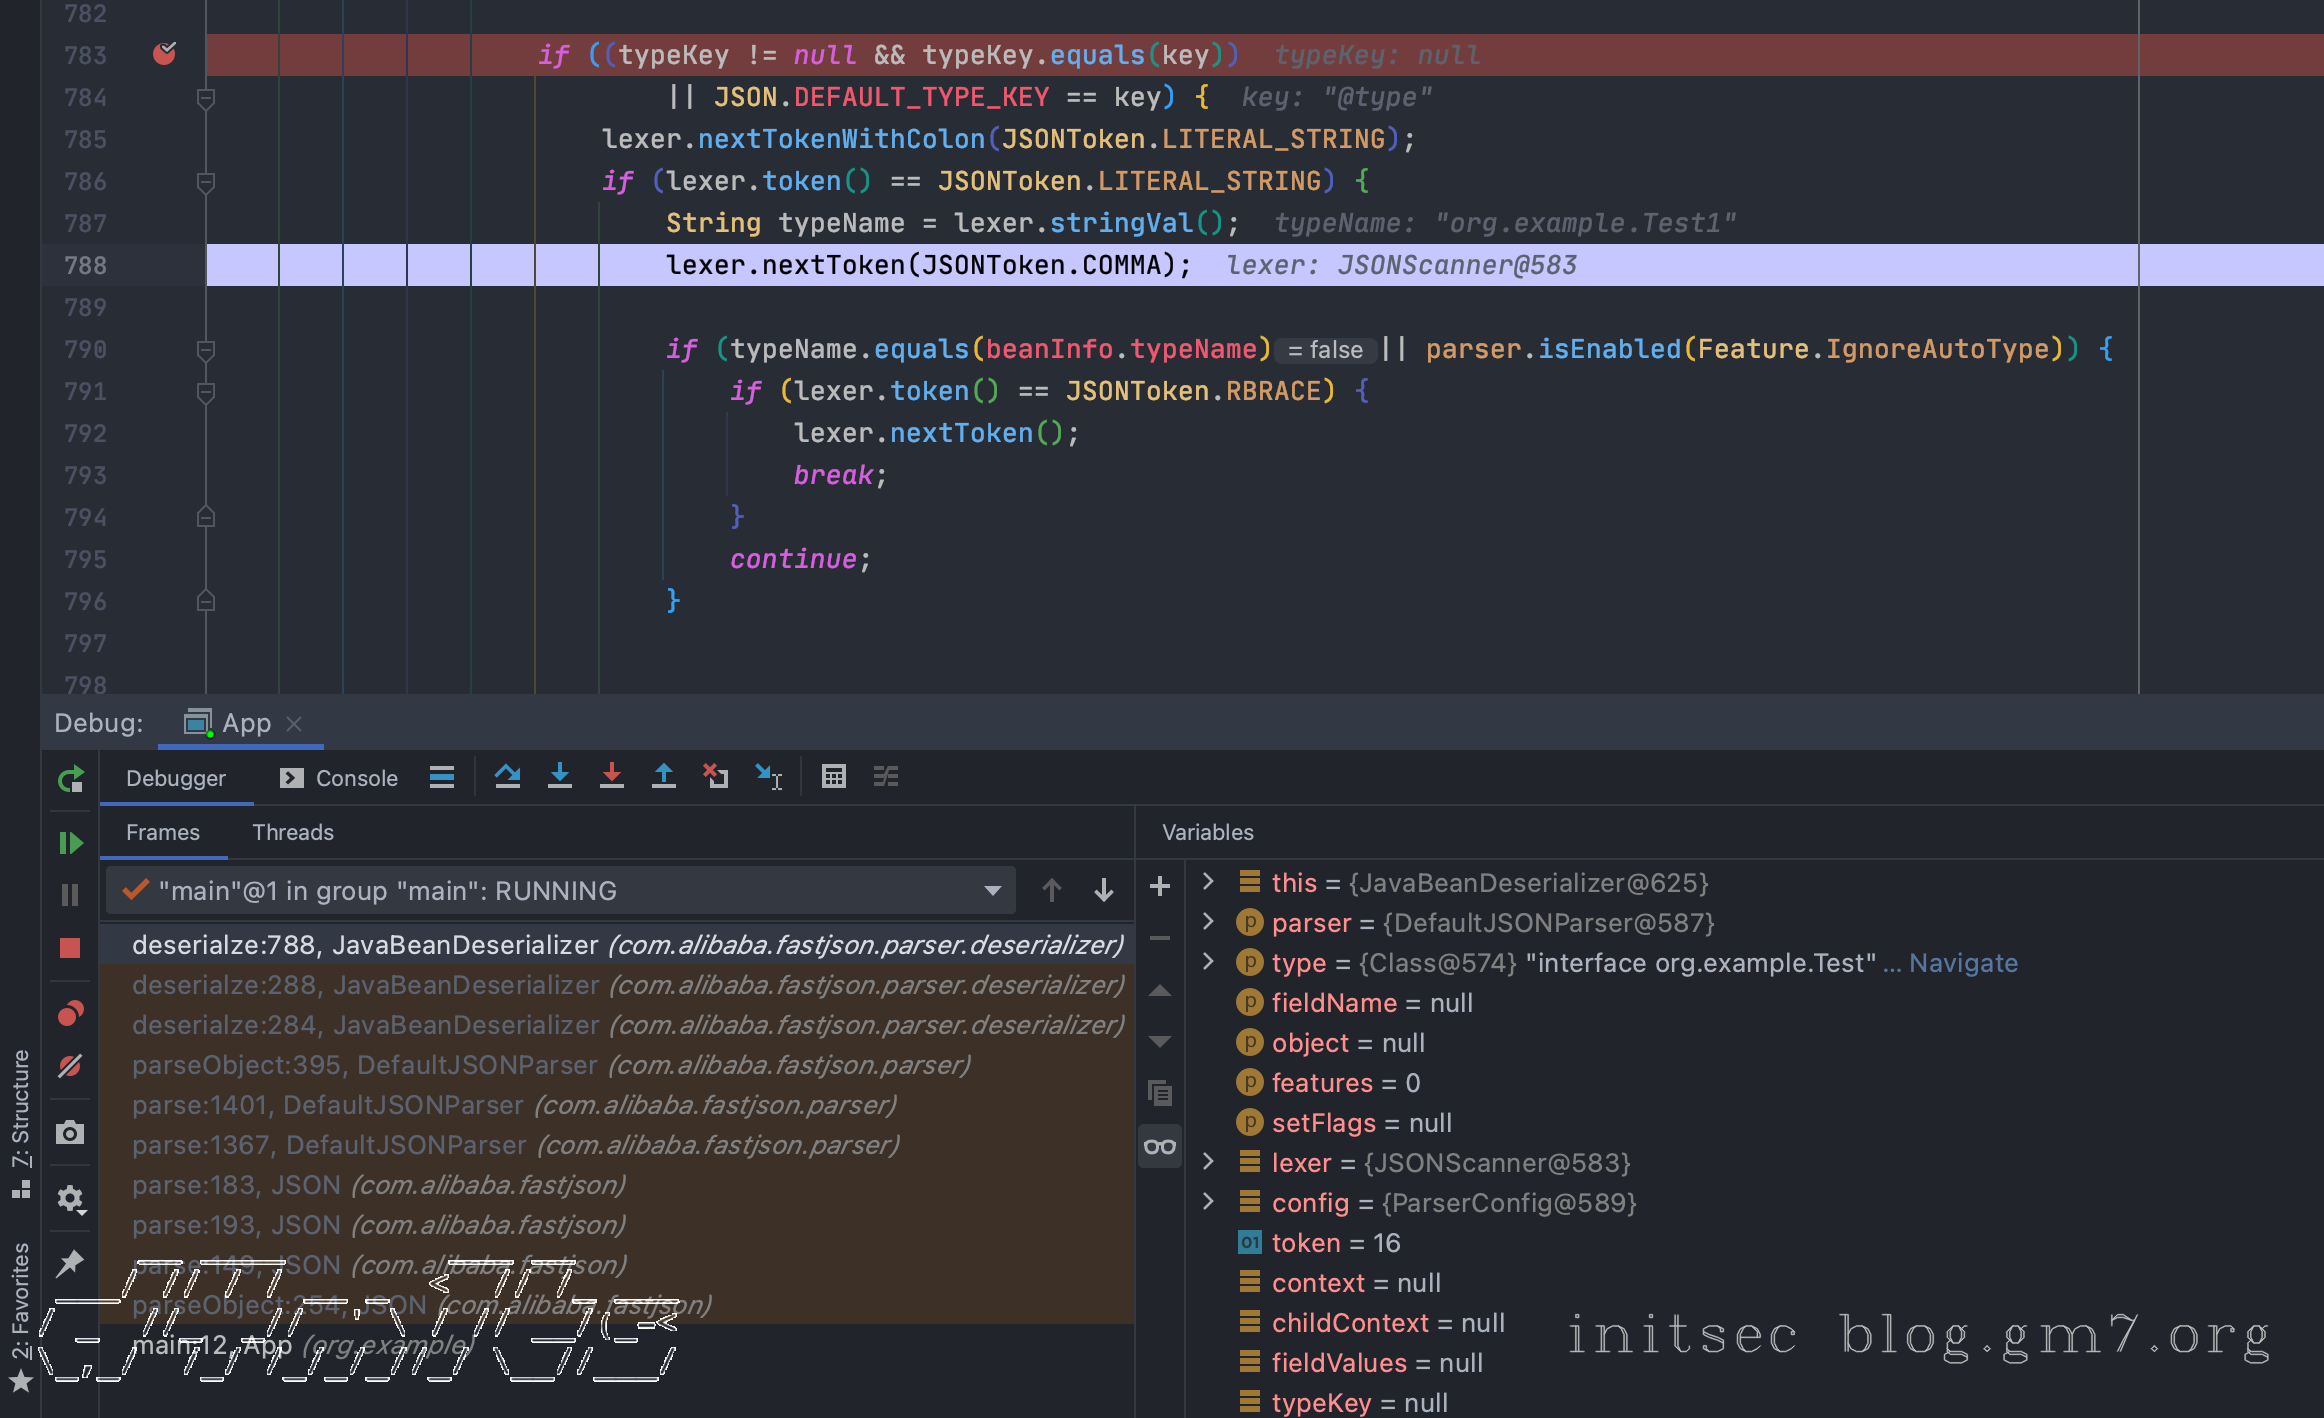 782
783 if ((typeKey != null && typeKey.equals(key)) typeKey: null
784 || JSON.DEFAULT_TYPE_KEY == key) { key: "@type"
785 lexer.nextTokenWithColon(JSONToken.LITERAL_STRING);
786 if (lexer.token() == JSONToken.LITERAL_STRING) {
787 String typeName = lexer.stringVal(); typeName: "org.example.Test1"
788 lexer.nextToken(JSONToken.COMMA); lexer: JSONScanner@583
789
790 if (typeName.equals(beanInfo.typeName) = false || parser.isEnabled(Feature.IgnoreAutoType)) {
791 if (lexer.token() == JSONToken.RBRACE) {
792 lexer.nextToken();
793 break;
794 }
795 continue;
796 }
797
798
Debug: App
Debugger Console
Frames Threads
"main"@1 in group "main": RUNNING
deserialze:788, JavaBeanDeserializer (com.alibaba.fastjson.parser.deserializer)
deserialze:288, JavaBeanDeserializer (com.alibaba.fastjson.parser.deserializer)
deserialze:284, JavaBeanDeserializer (com.alibaba.fastjson.parser.deserializer)
parseObject:395, DefaultJSONParser (com.alibaba.fastjson.parser)
parse:1401, DefaultJSONParser (com.alibaba.fastjson.parser)
parse:1367, DefaultJSONParser (com.alibaba.fastjson.parser)
parse:183, JSON (com.alibaba.fastjson)
parse:193, JSON (com.alibaba.fastjson)
parse:149, JSON (com.alibaba.fastjson)
parseObject:254, JSON (com.alibaba.fastjson)
main:12, App (org.example)
Variables
this = {JavaBeanDeserializer@625}
parser = {DefaultJSONParser@587}
type = {Class@574} "interface org.example.Test" ... Navigate
fieldName = null
object = null
features = 0
setFlags = null
lexer = {JSONScanner@583}
config = {ParserConfig@589}
token = 16
context = null
childContext = null
fieldValues = null
typeKey = null
7: Structure
2: Favorites
initsec blog.gm7.org